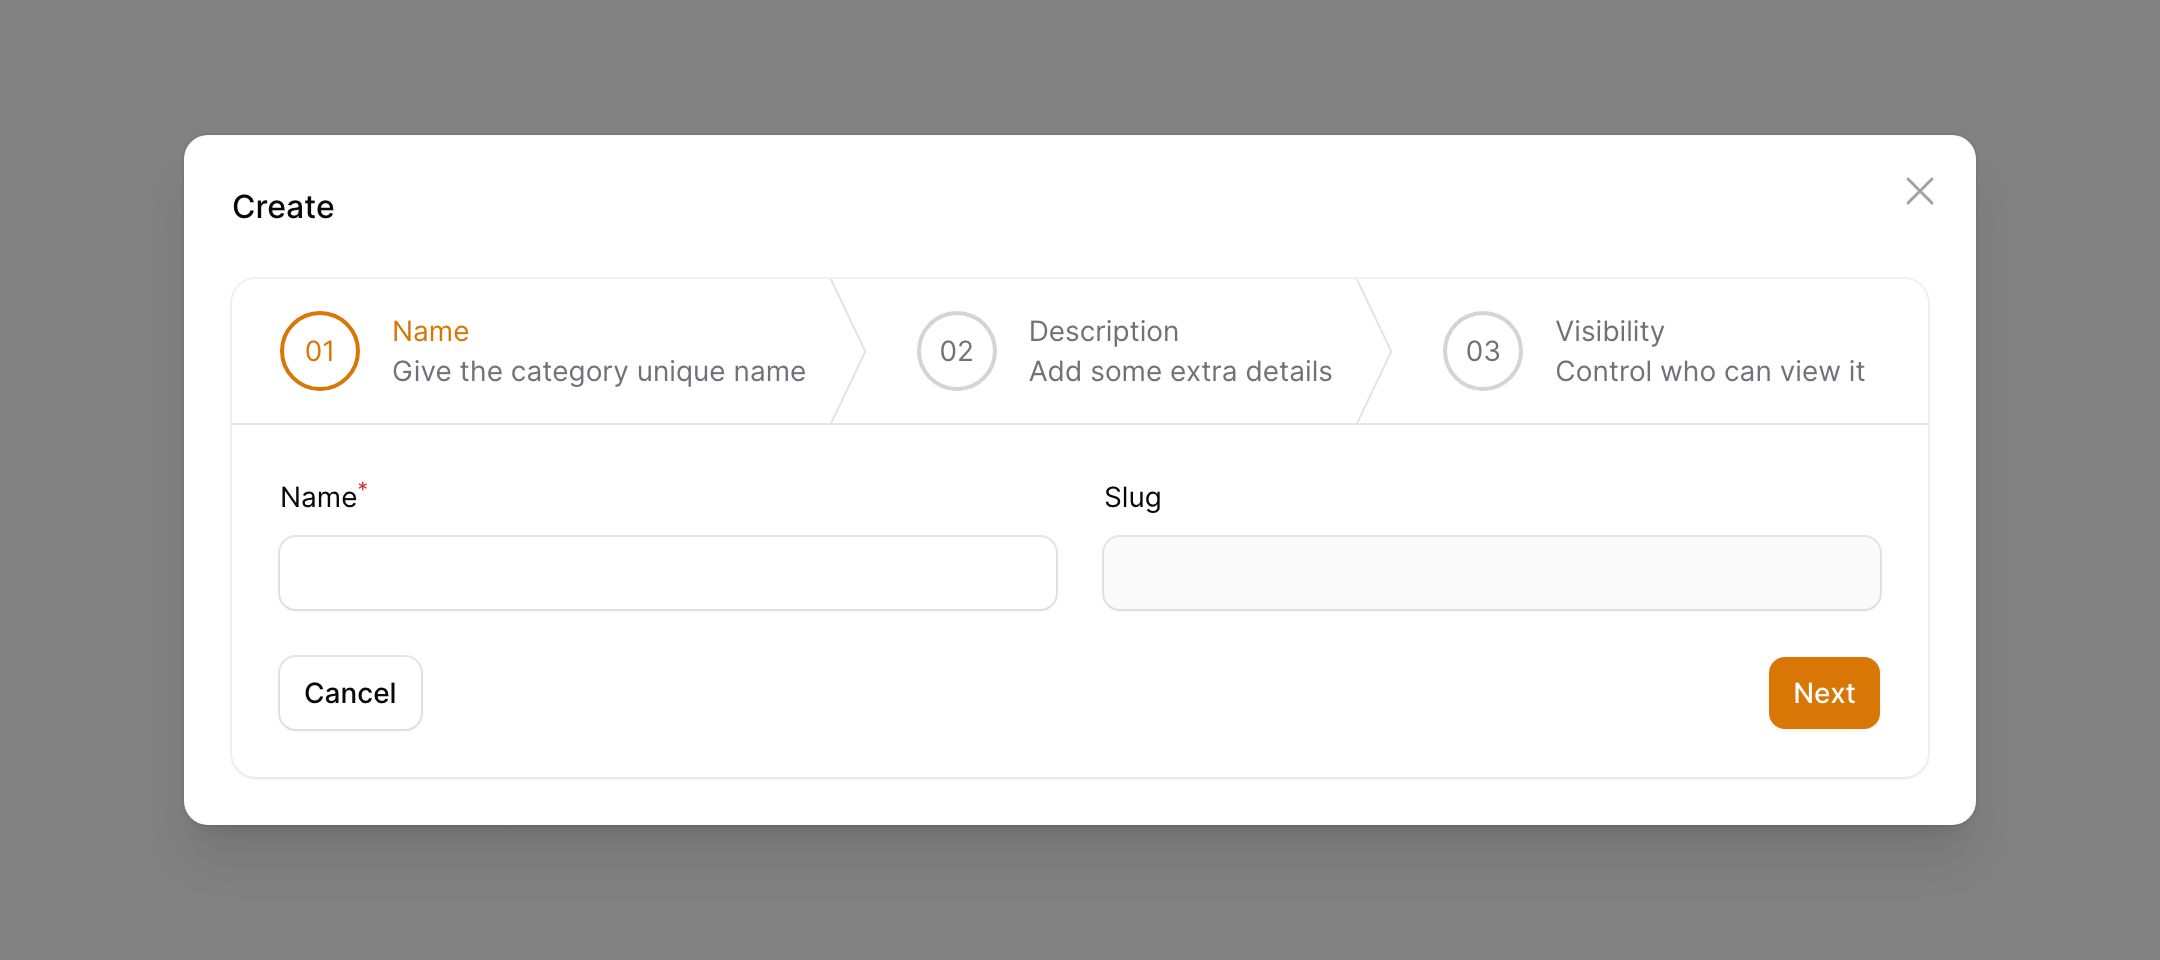 Create
01
Name
Give the category unique name
02
Description
Add some extra details
03
Visibility
Control who can view it
Name*
Slug
Cancel
Next